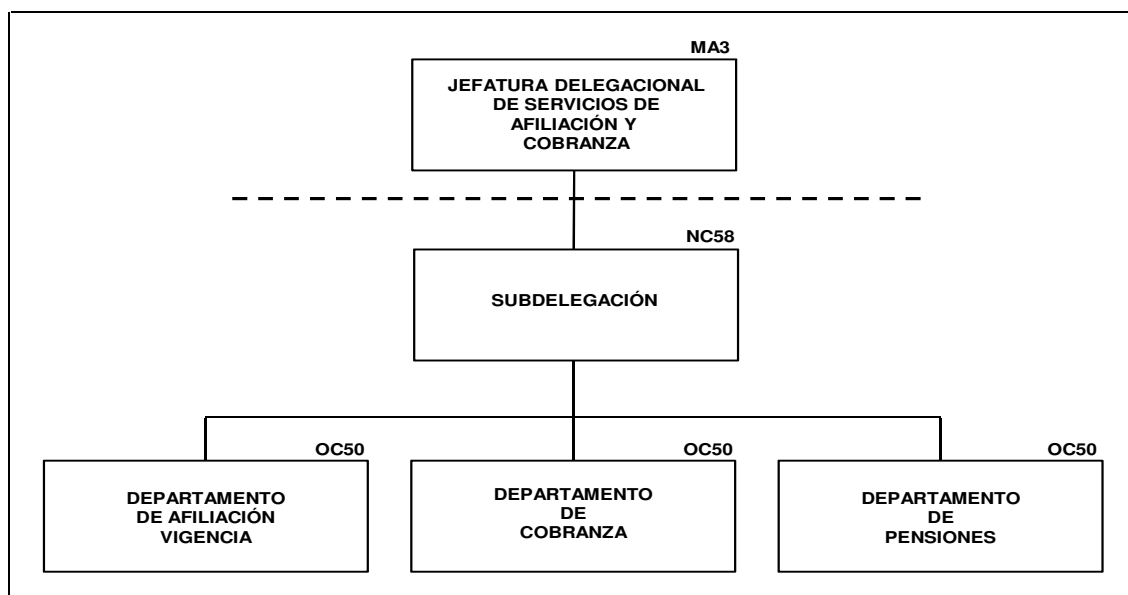 MA3
JEFATURA DELEGACIONAL
DE SERVICIOS DE
AFILIACIÓN Y
COBRANZA
NC58
SUBDELEGACIÓN
OC50
DEPARTAMENTO
DE AFILIACIÓN
VIGENCIA
OC50
DEPARTAMENTO
DE
COBRANZA
OC50
DEPARTAMENTO
DE
PENSIONES